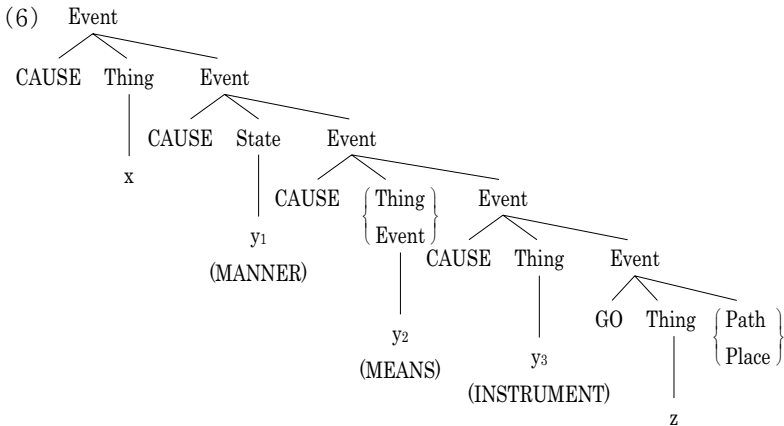 (6) Event
CAUSE Thing Event
CAUSE State Event
x
CAUSE { Thing Event } Event
y₁
(MANNER)
CAUSE Thing Event
y₂
(MEANS)
GO Thing { Path Place }
y₃
(INSTRUMENT)
z